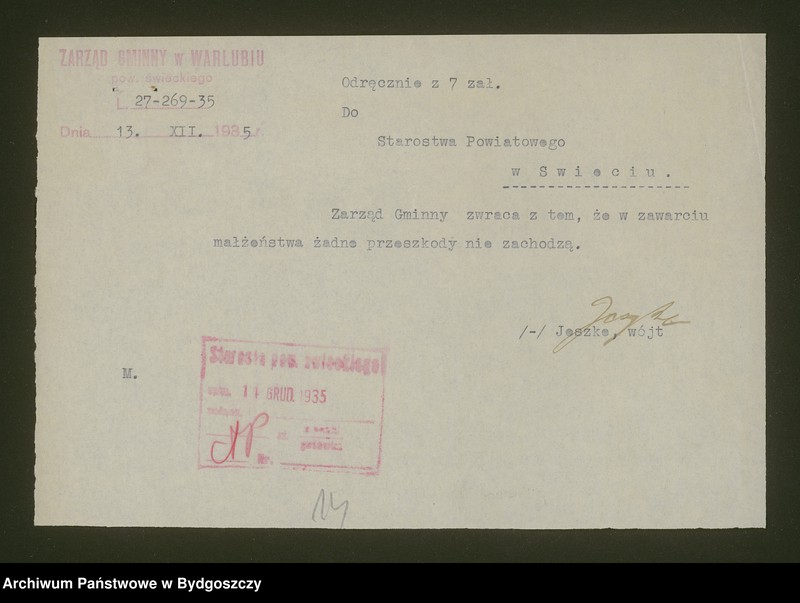 ZARZĄD GMINNY w WARLUBIU
pow. świeckiego
L. 27-269-35
Dnia 13. XII. 1935 r.
Odręcznie z 7 zał.
Do
Starostwa Powiatowego
w Swieciu.
Zarząd Gminny zwraca z tem, że w zawarciu
małżeństwa żadne przeszkody nie zachodzą.
/-/ Jeszke, wójt
M.
Starosta pow. świeckiego
GRUD. 1935
Nr.
14
Archiwum Państwowe w Bydgoszczy